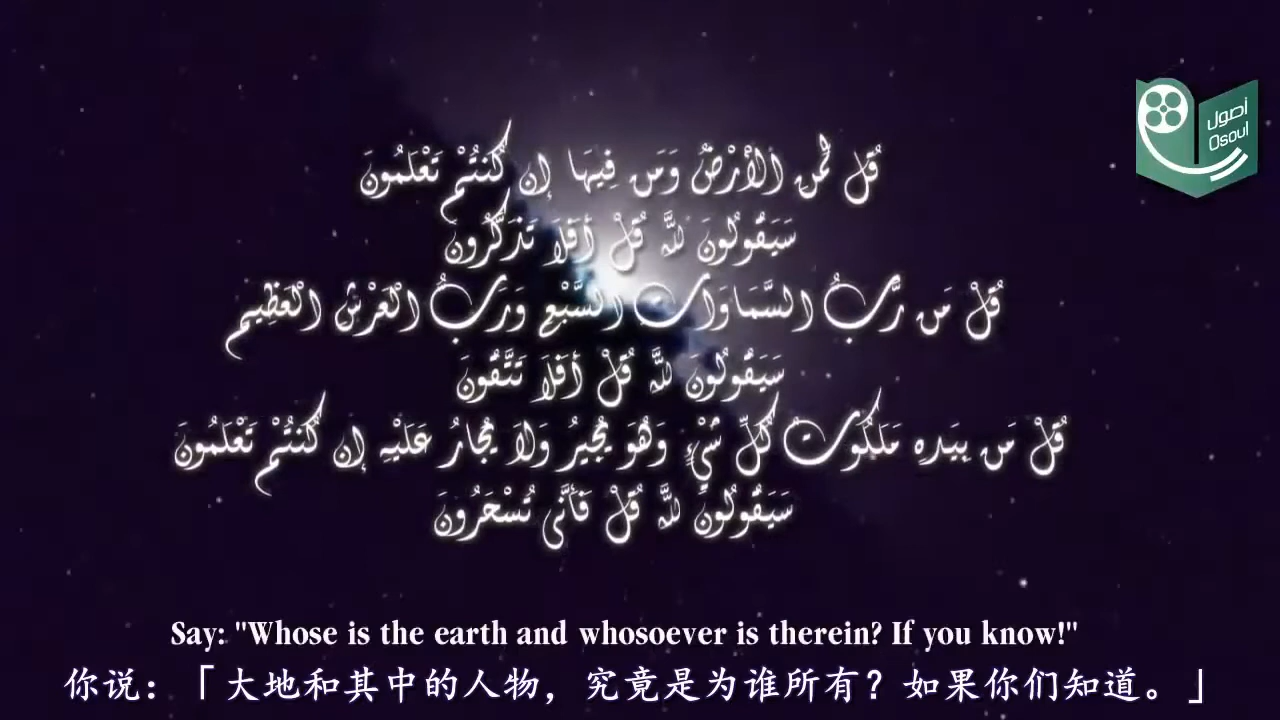 أصول
Osoul
قُل لِّمَنِ الْأَرْضُ وَمَن فِيهَا إِن كُنتُمْ تَعْلَمُونَ
سَيَقُولُونَ لِلَّهِ قُلْ أَفَلَا تَذَكَّرُونَ
قُلْ مَن رَّبُّ السَّمَاوَاتِ السَّبْعِ وَرَبُّ الْعَرْشِ الْعَظِيمِ
سَيَقُولُونَ لِلَّهِ قُلْ أَفَلَا تَتَّقُونَ
قُلْ مَن بِيَدِهِ مَلَكُوتُ كُلِّ شَيْءٍ وَهُوَ يُجِيرُ وَلَا يُجَارُ عَلَيْهِ إِن كُنتُمْ تَعْلَمُونَ
سَيَقُولُونَ لِلَّهِ قُلْ فَأَنَّى تُسْحَرُونَ
Say: "Whose is the earth and whosoever is therein? If you know!"
你说：「大地和其中的人物，究竟是为谁所有？如果你们知道。」